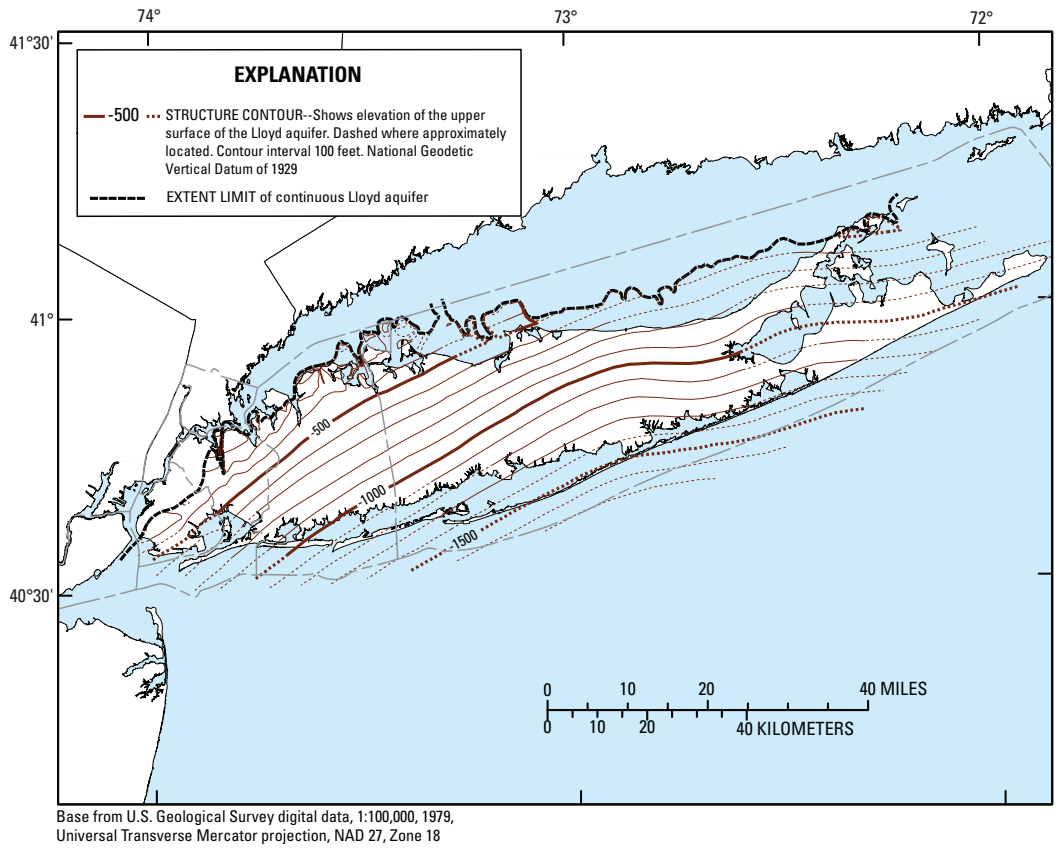 74°
73°
72°
41°30'
EXPLANATION
-500
STRUCTURE CONTOUR--Shows elevation of the upper
surface of the Lloyd aquifer. Dashed where approximately
located. Contour interval 100 feet. National Geodetic
Vertical Datum of 1929
EXTENT LIMIT of continuous Lloyd aquifer
41°
-500
-1000
-1500
40°30'
0 10 20 40 MILES
0 10 20 40 KILOMETERS
Base from U.S. Geological Survey digital data, 1:100,000, 1979,
Universal Transverse Mercator projection, NAD 27, Zone 18